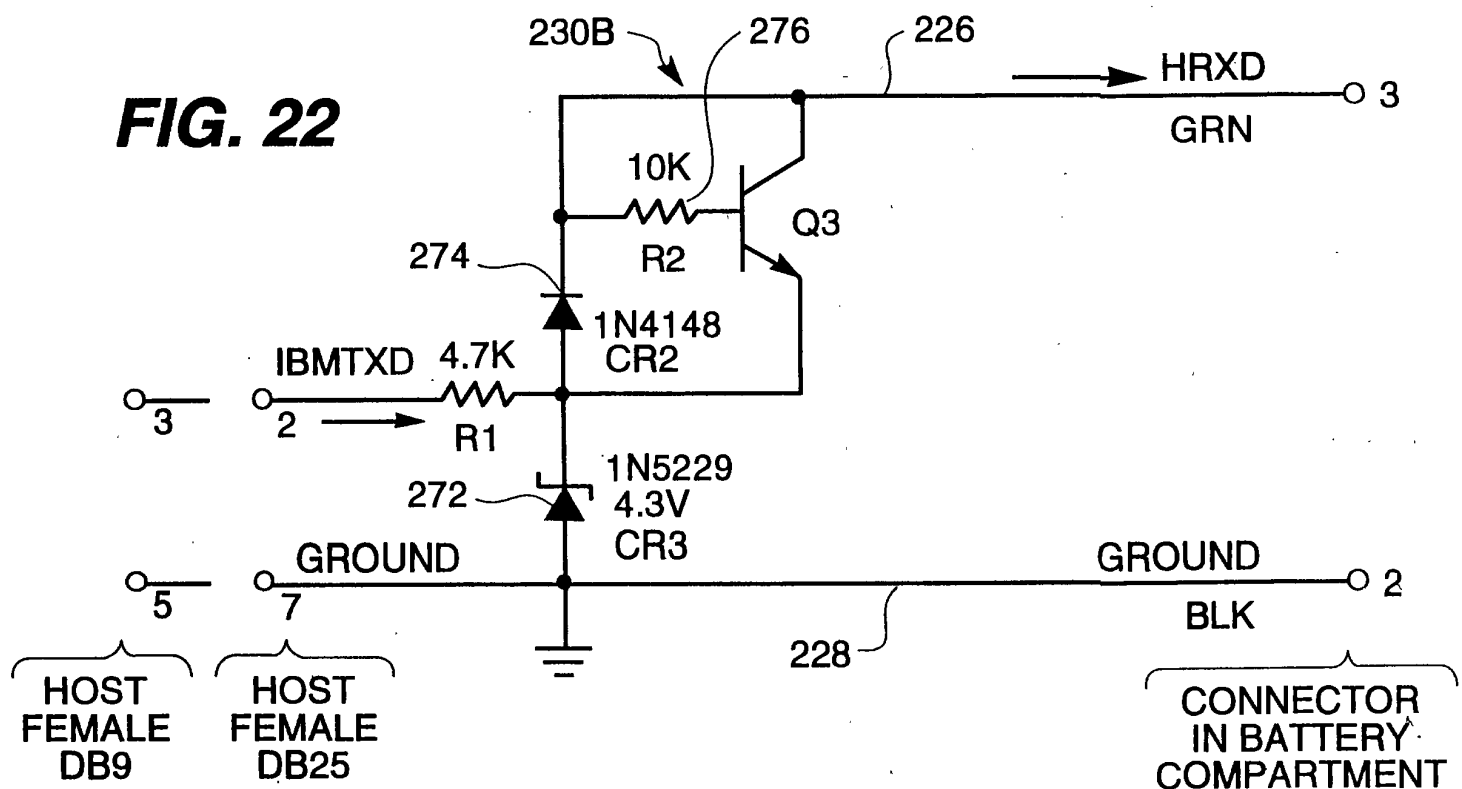 FIG. 22
230B
276
226
HRXD
3
GRN
10K
Q3
R2
274
1N4148
CR2
IBMTXD
4.7K
3
2
R1
1N5229
272
4.3V
CR3
GROUND
GROUND
5
7
2
BLK
228
HOST
FEMALE
DB9
HOST
FEMALE
DB25
CONNECTOR
IN BATTERY
COMPARTMENT